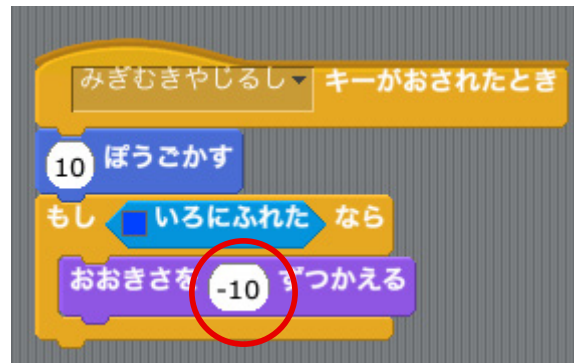 みぎむきやじるし キーがおされたとき
10 ぽうごかす
もし いろにふれた なら
おおきさを -10 ずつかえる